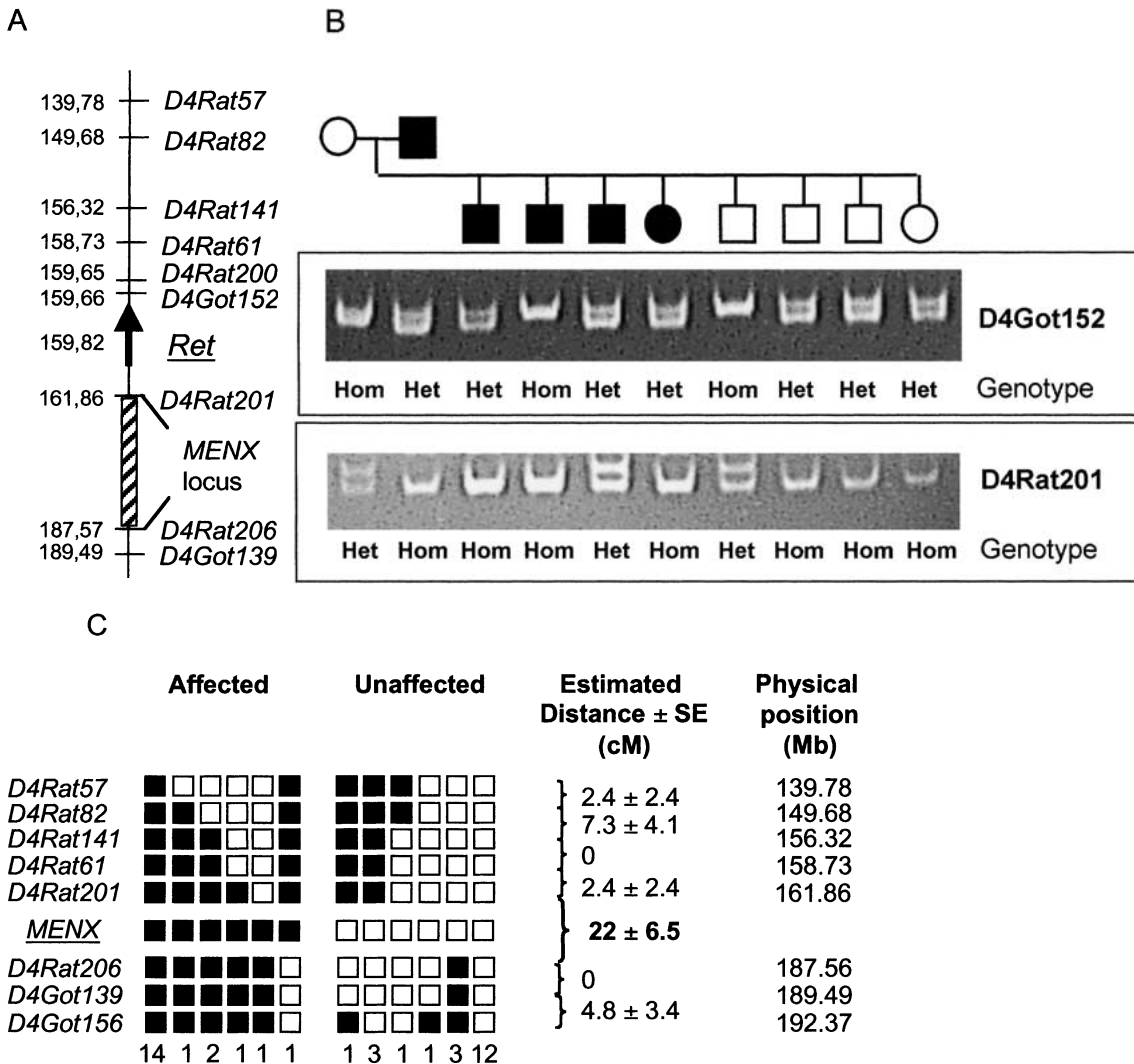 A
B
139,78 D4Rat57
149,68 D4Rat82
156,32 D4Rat141
158,73 D4Rat61
159,65 D4Rat200
159,66 D4Got152
159,82 Ret
161,86 D4Rat201
MENX
locus
187,57 D4Rat206
189,49 D4Got139
D4Got152
Hom Het Het Hom Het Het Hom Het Het Het Genotype
D4Rat201
Het Hom Hom Hom Het Hom Het Hom Hom Hom Genotype
C
Affected Unaffected Estimated Physical
Distance ± SE position
(cM) (Mb)
D4Rat57 139.78
2.4 ± 2.4
D4Rat82 149.68
7.3 ± 4.1
D4Rat141 156.32
0
D4Rat61 158.73
2.4 ± 2.4
D4Rat201 161.86
MENX 22 ± 6.5
D4Rat206 187.56
0
D4Got139 189.49
4.8 ± 3.4
D4Got156 192.37
14 1 2 1 1 1 1 3 1 1 3 12